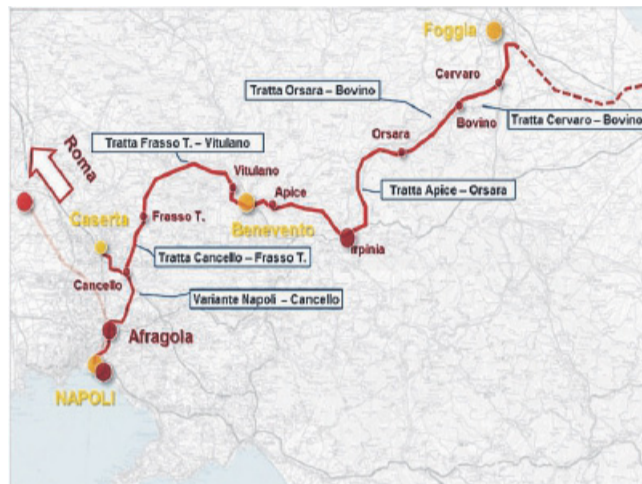 Foggia
Cervaro
Tratta Orsara – Bovino
Bovino
Tratta Cervaro – Bovino
Orsara
Tratta Frasso T. – Vitulano
Roma
Vitulano
Apice
Tratta Apice – Orsara
Frasso T.
Benevento
Caserta
Irpinia
Tratta Cancello – Frasso T.
Cancello
Variante Napoli – Cancello
Afragola
NAPOLI